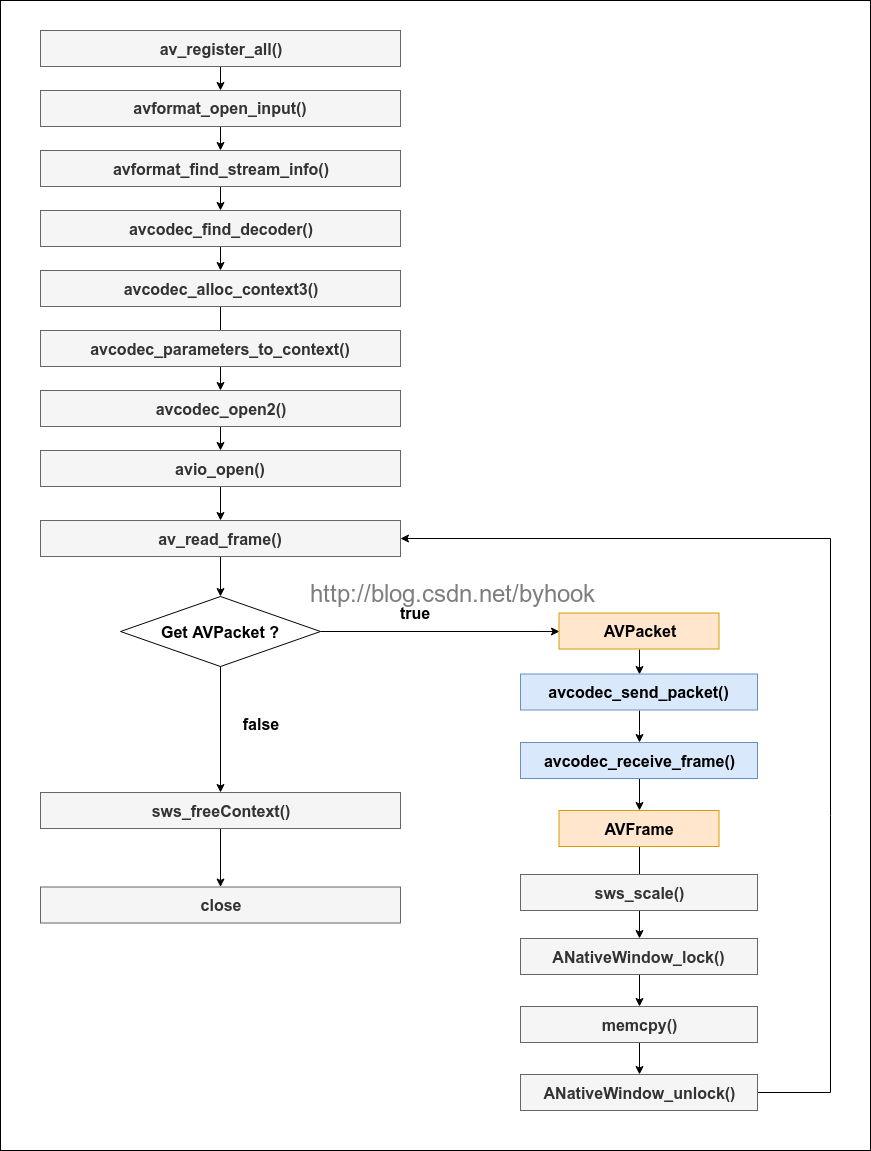 av_register_all()
avformat_open_input()
avformat_find_stream_info()
avcodec_find_decoder()
avcodec_alloc_context3()
avcodec_parameters_to_context()
avcodec_open2()
avio_open()
av_read_frame()
http://blog.csdn.net/byhook
Get AVPacket ?
true
false
sws_freeContext()
close
AVPacket
avcodec_send_packet()
avcodec_receive_frame()
AVFrame
sws_scale()
ANativeWindow_lock()
memcpy()
ANativeWindow_unlock()